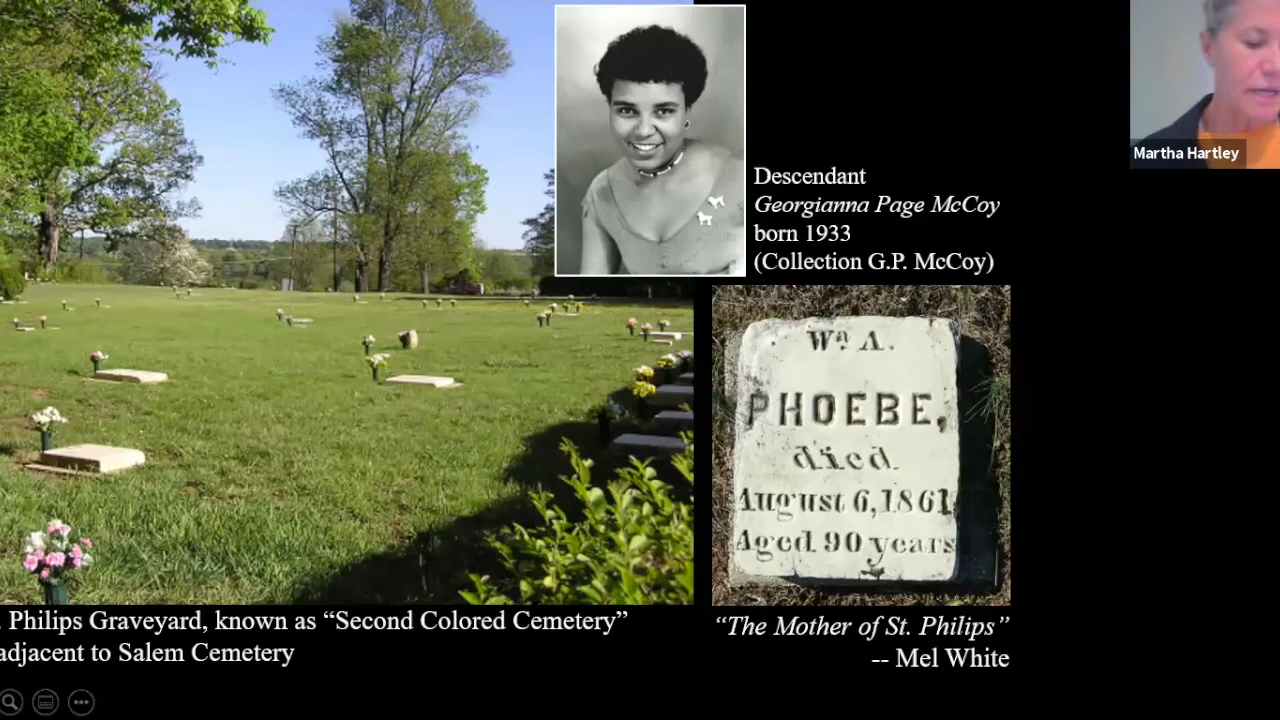 Martha Hartley
Descendant
Georgianna Page McCoy
born 1933
(Collection G.P. McCoy)
Wª A.
PHOEBE,
died
August 6, 1861
Aged 90 years
. Philips Graveyard, known as “Second Colored Cemetery”
adjacent to Salem Cemetery
“The Mother of St. Philips”
-- Mel White